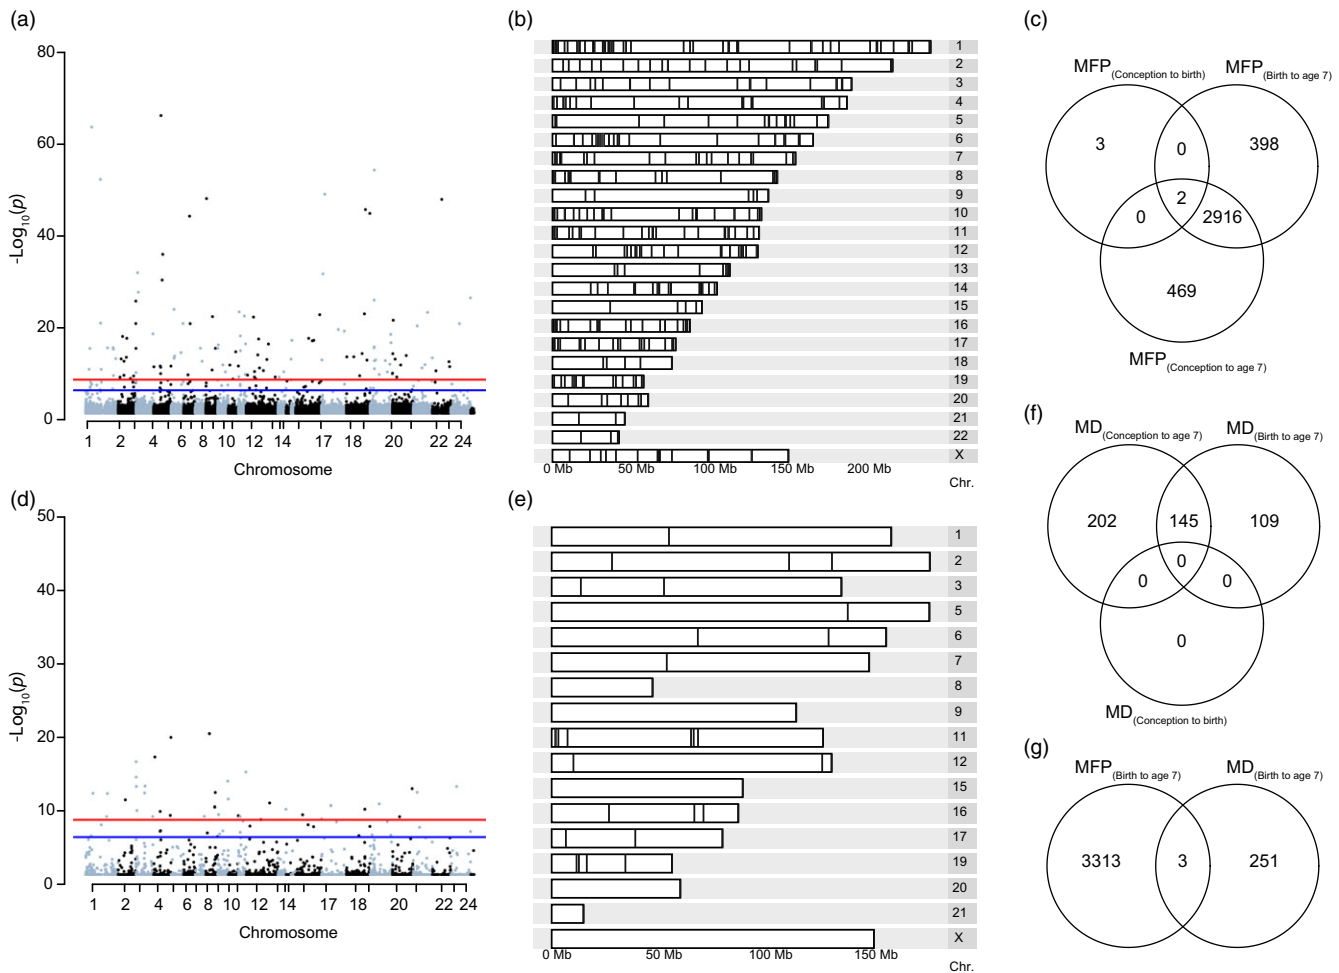 (a)
80
60
40
20
0
-Log10(p)
1 2 4 6 8 10 12 14 17 18 20 22 24
Chromosome
(b)
1
2
3
4
5
6
7
8
9
10
11
12
13
14
15
16
17
18
19
20
21
22
X
0 Mb 50 Mb 100 Mb 150 Mb 200 Mb
Chr.
(c)
MFP(Conception to birth) MFP(Birth to age 7)
3 0 398
2
0 2916
469
MFP(Conception to age 7)
(d)
50
40
30
20
10
0
-Log10(p)
1 2 4 6 8 10 12 14 16 18 20 22 24
Chromosome
(e)
1
2
3
5
6
7
8
9
11
12
15
16
17
19
20
21
X
0 Mb 50 Mb 100 Mb 150 Mb
Chr.
(f)
MD(Conception to age 7) MD(Birth to age 7)
202 145 109
0
0 0
0
MD(Conception to birth)
(g)
MFP(Birth to age 7) MD(Birth to age 7)
3313 3 251